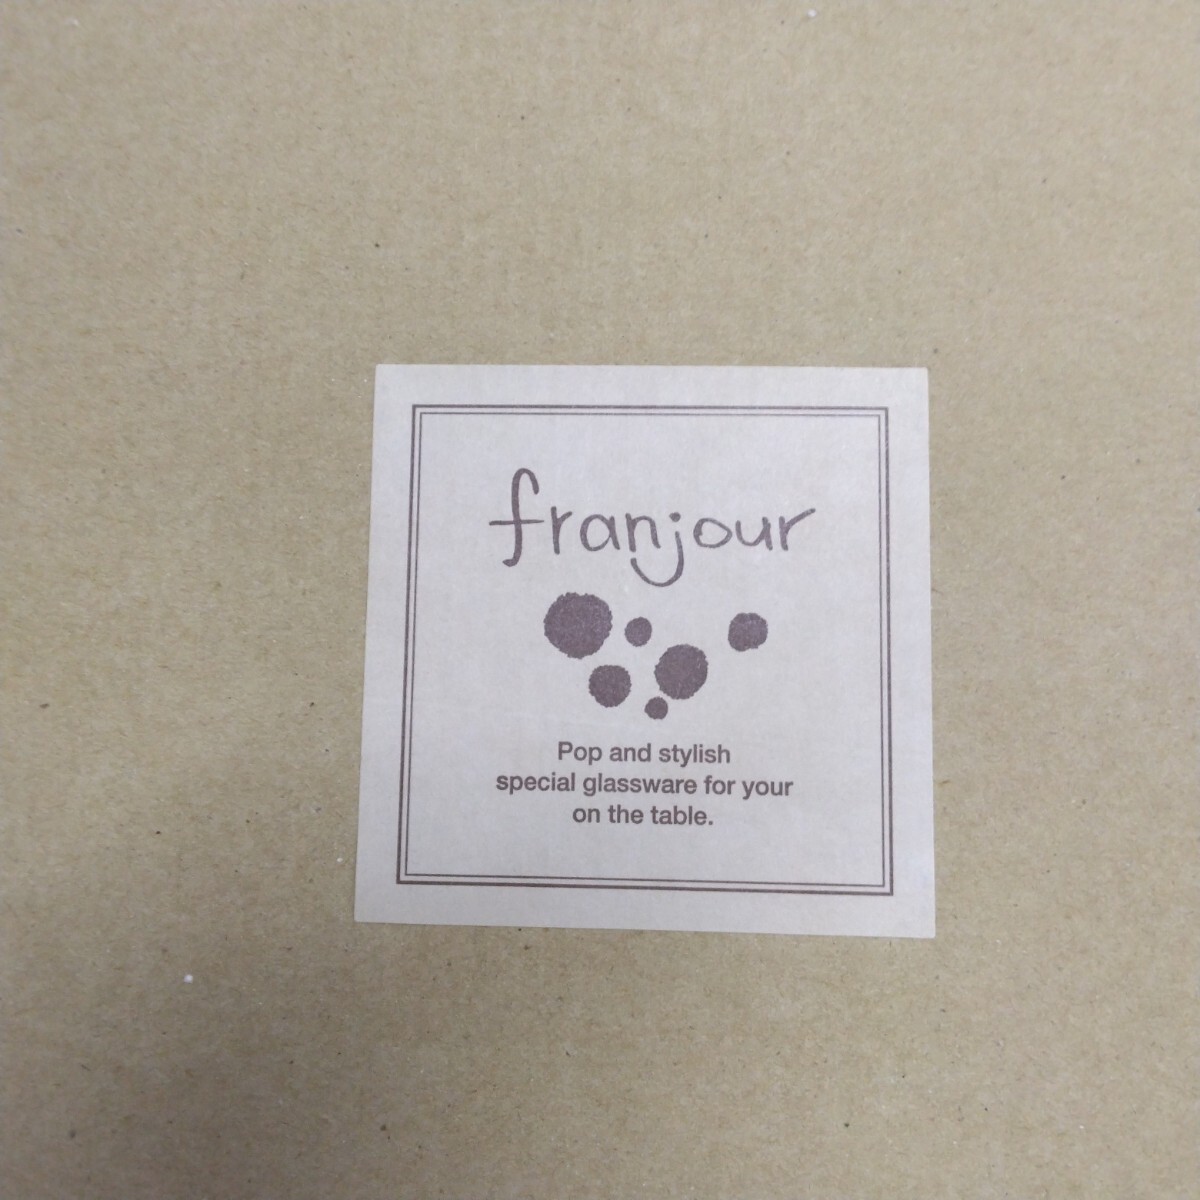 franjour
Pop and stylish
special glassware for your
on the table.